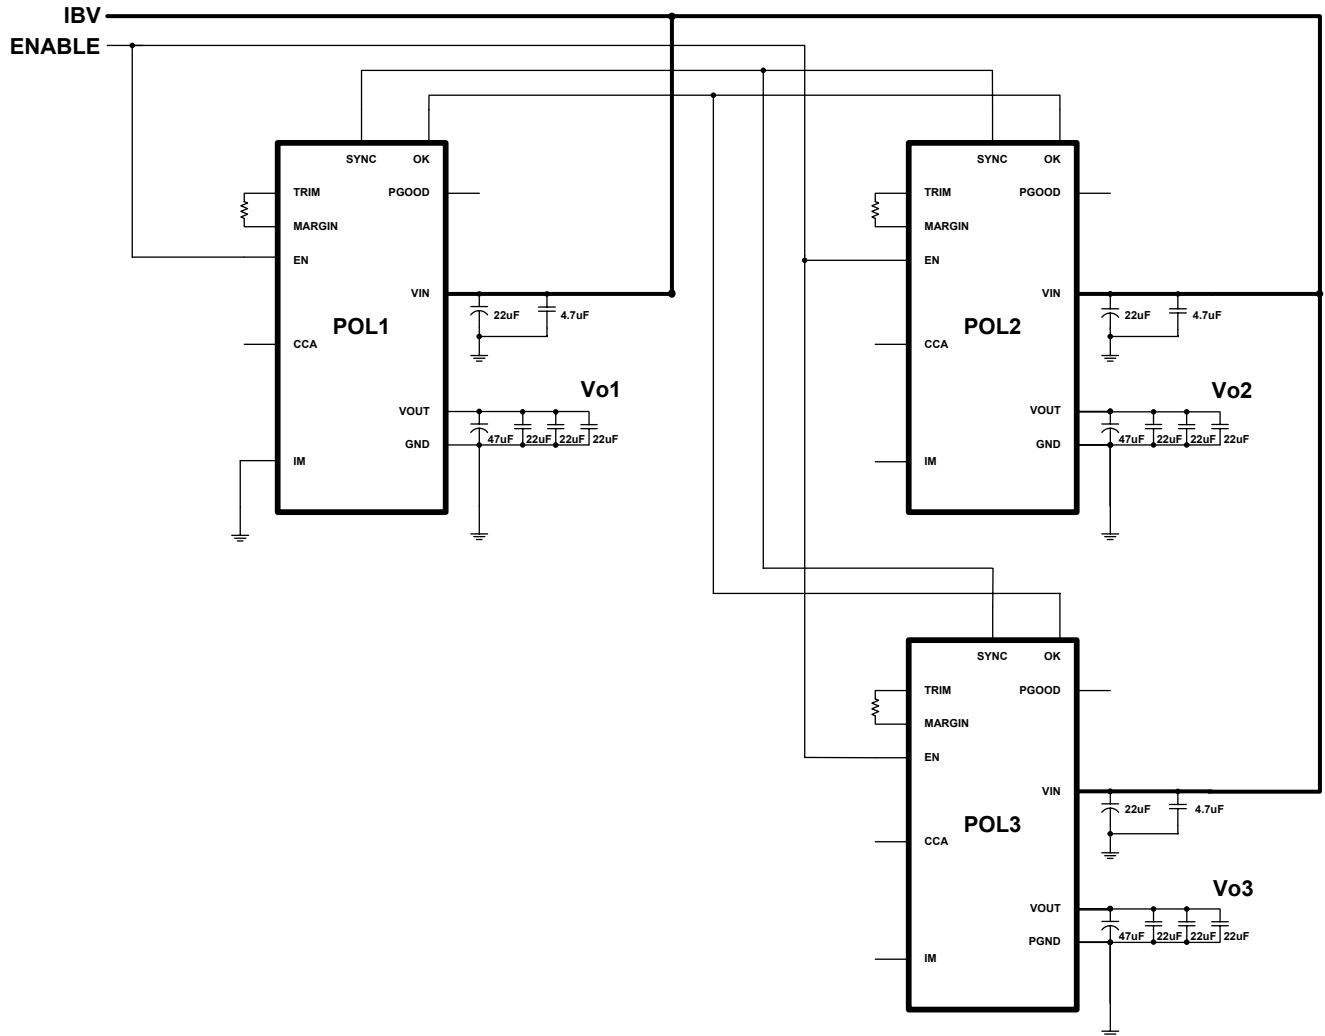 IBV
ENABLE
SYNC OK
TRIM PGOOD
MARGIN
EN
VIN
22uF 4.7uF
POL1
CCA
Vo1
VOUT
47uF 22uF 22uF 22uF
GND
IM
SYNC OK
TRIM PGOOD
MARGIN
EN
VIN
22uF 4.7uF
POL2
CCA
Vo2
VOUT
47uF 22uF 22uF 22uF
GND
IM
SYNC OK
TRIM PGOOD
MARGIN
EN
VIN
22uF 4.7uF
POL3
CCA
Vo3
VOUT
47uF 22uF 22uF 22uF
PGND
IM